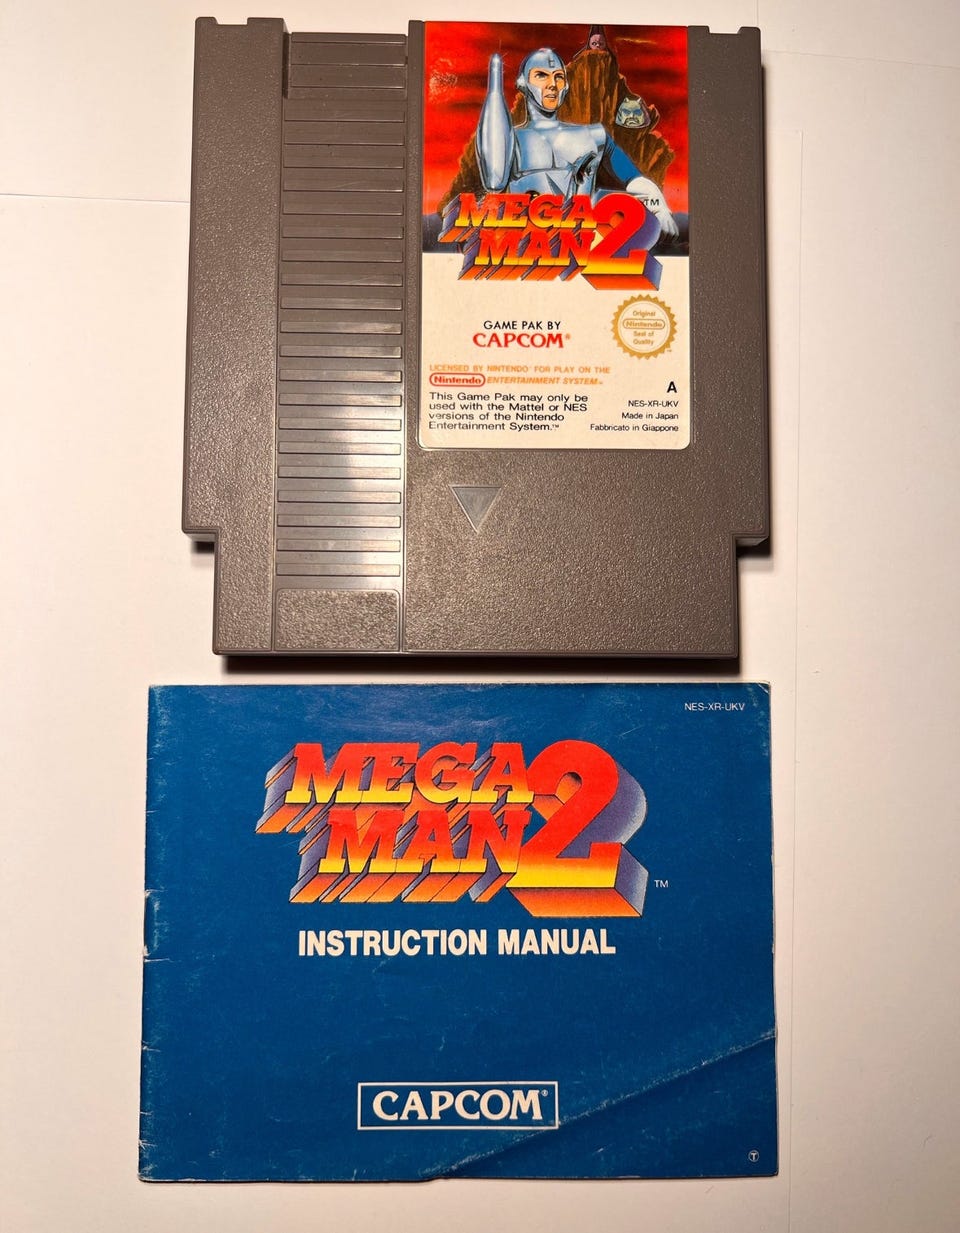 MEGA
MAN 2
TM
GAME PAK BY
CAPCOM®
Original
Nintendo
Seal of
Quality
LICENSED BY NINTENDO® FOR PLAY ON THE
Nintendo ENTERTAINMENT SYSTEM™
This Game Pak may only be
used with the Mattel or NES
versions of the Nintendo
Entertainment System.™
A
NES-XR-UKV
Made in Japan
Fabbricato in Giappone
NES-XR-UKV
MEGA
MAN 2
TM
INSTRUCTION MANUAL
CAPCOM®
T